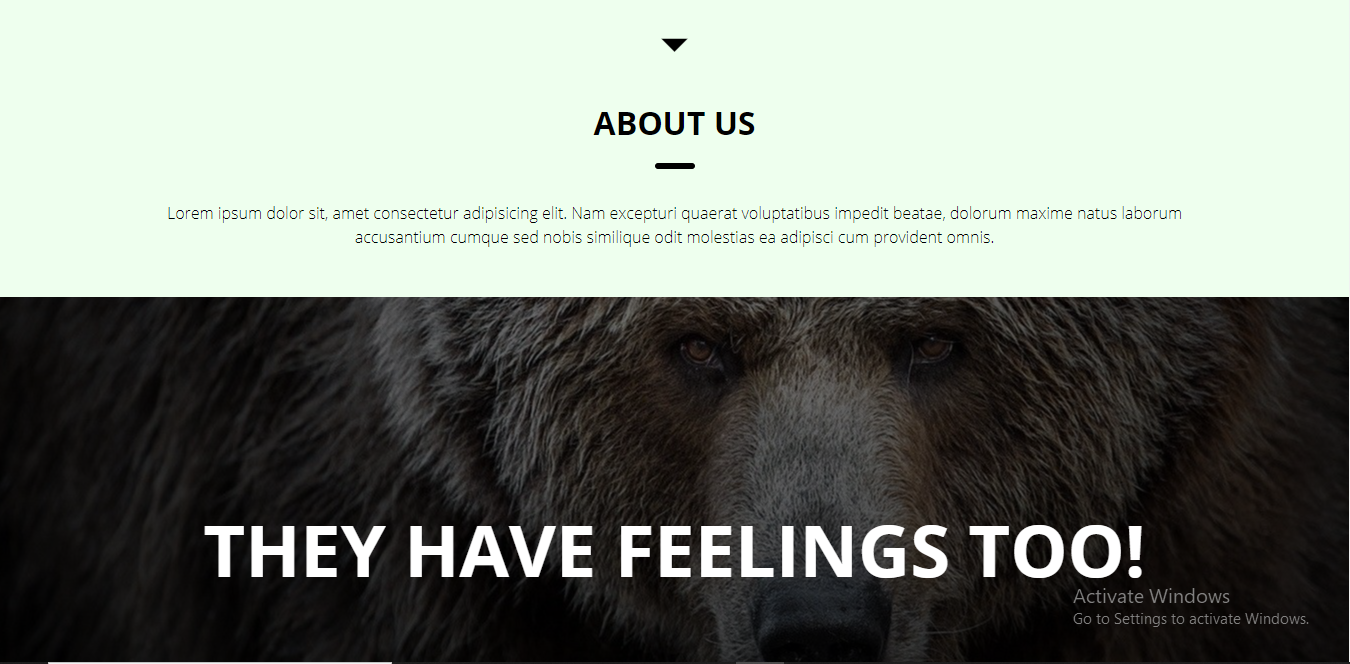 ABOUT US
Lorem ipsum dolor sit, amet consectetur adipisicing elit. Nam excepturi quaerat voluptatibus impedit beatae, dolorum maxime natus laborum
accusantium cumque sed nobis similique odit molestias ea adipisci cum provident omnis.
THEY HAVE FEELINGS TOO!
Activate Windows
Go to Settings to activate Windows.